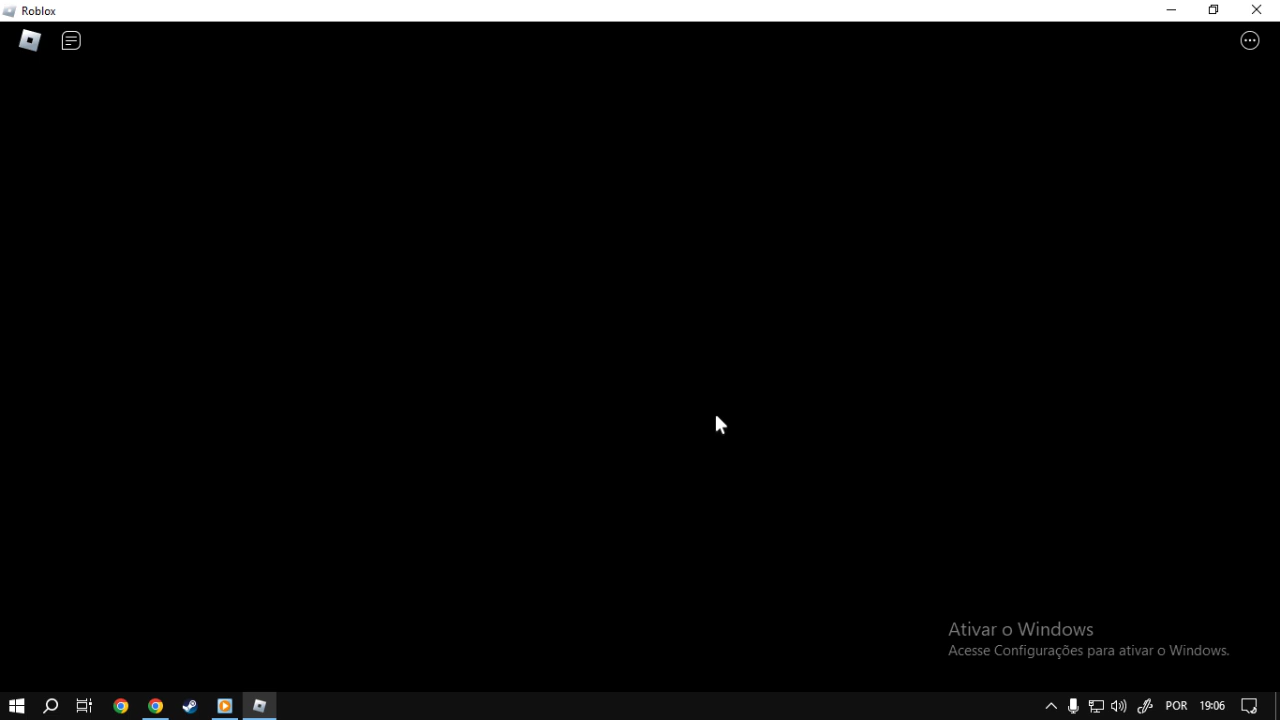 Roblox
Ativar o Windows
Acesse Configurações para ativar o Windows.
POR
19:06